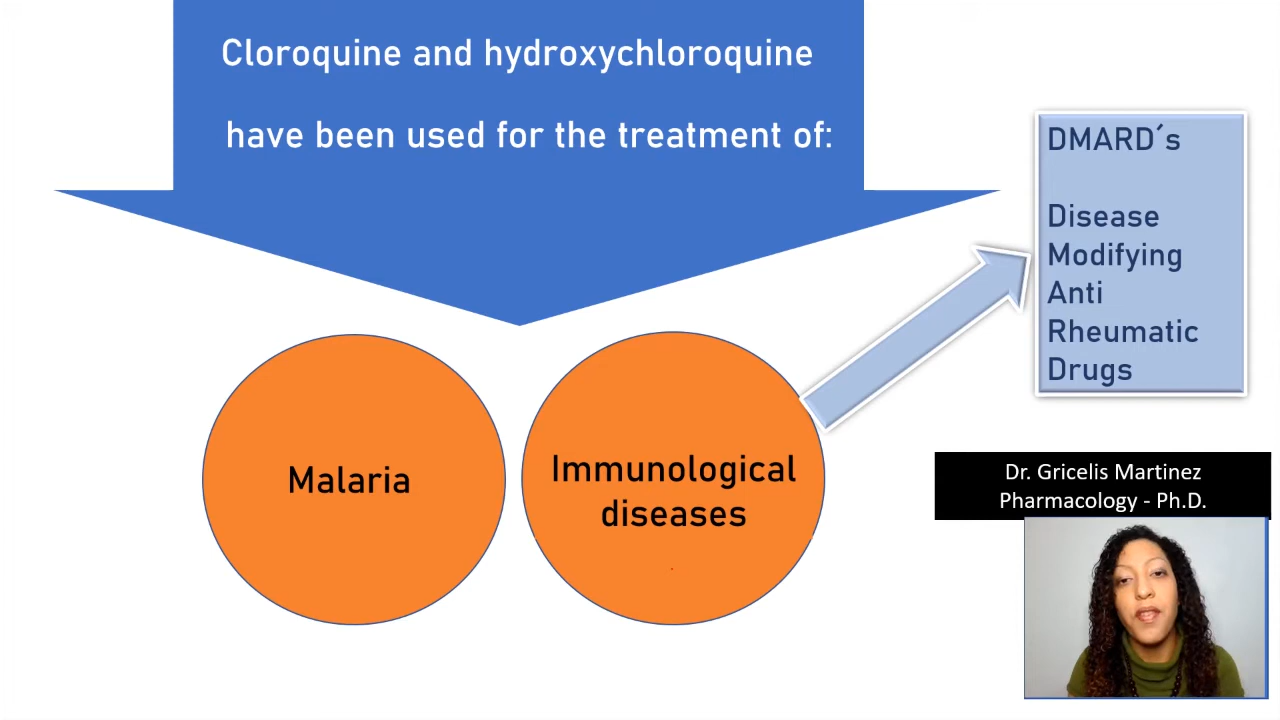 Cloroquine and hydroxychloroquine
have been used for the treatment of:
DMARD´s
Disease
Modifying
Anti
Rheumatic
Drugs
Malaria
Immunological
diseases
Dr. Gricelis Martinez
Pharmacology - Ph.D.